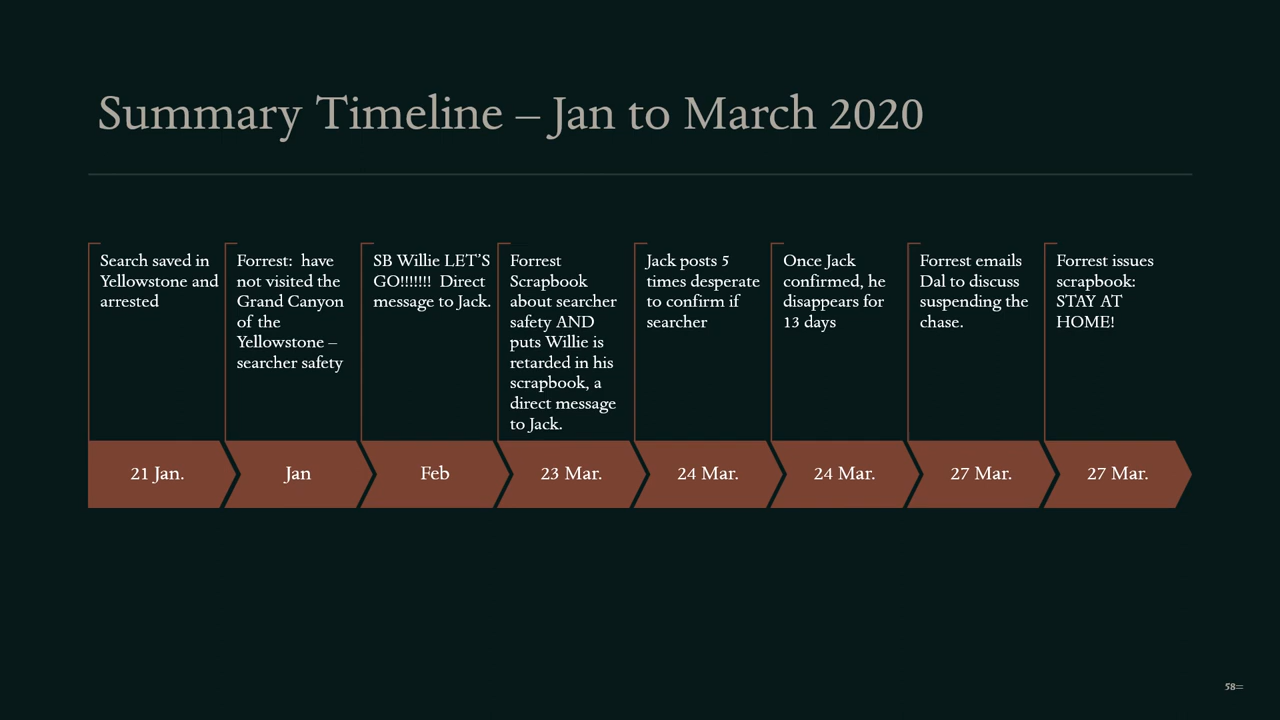 Summary Timeline – Jan to March 2020
Search saved in
Yellowstone and
arrested
Forrest:  have
not visited the
Grand Canyon
of the
Yellowstone –
searcher safety
SB Willie LET'S
GO!!!!!!!  Direct
message to Jack.
Forrest
Scrapbook
about searcher
safety AND
puts Willie is
retarded in his
scrapbook, a
direct message
to Jack.
Jack posts 5
times desperate
to confirm if
searcher
Once Jack
confirmed, he
disappears for
13 days
Forrest emails
Dal to discuss
suspending the
chase.
Forrest issues
scrapbook:
STAY AT
HOME!
21 Jan.
Jan
Feb
23 Mar.
24 Mar.
24 Mar.
27 Mar.
27 Mar.
58